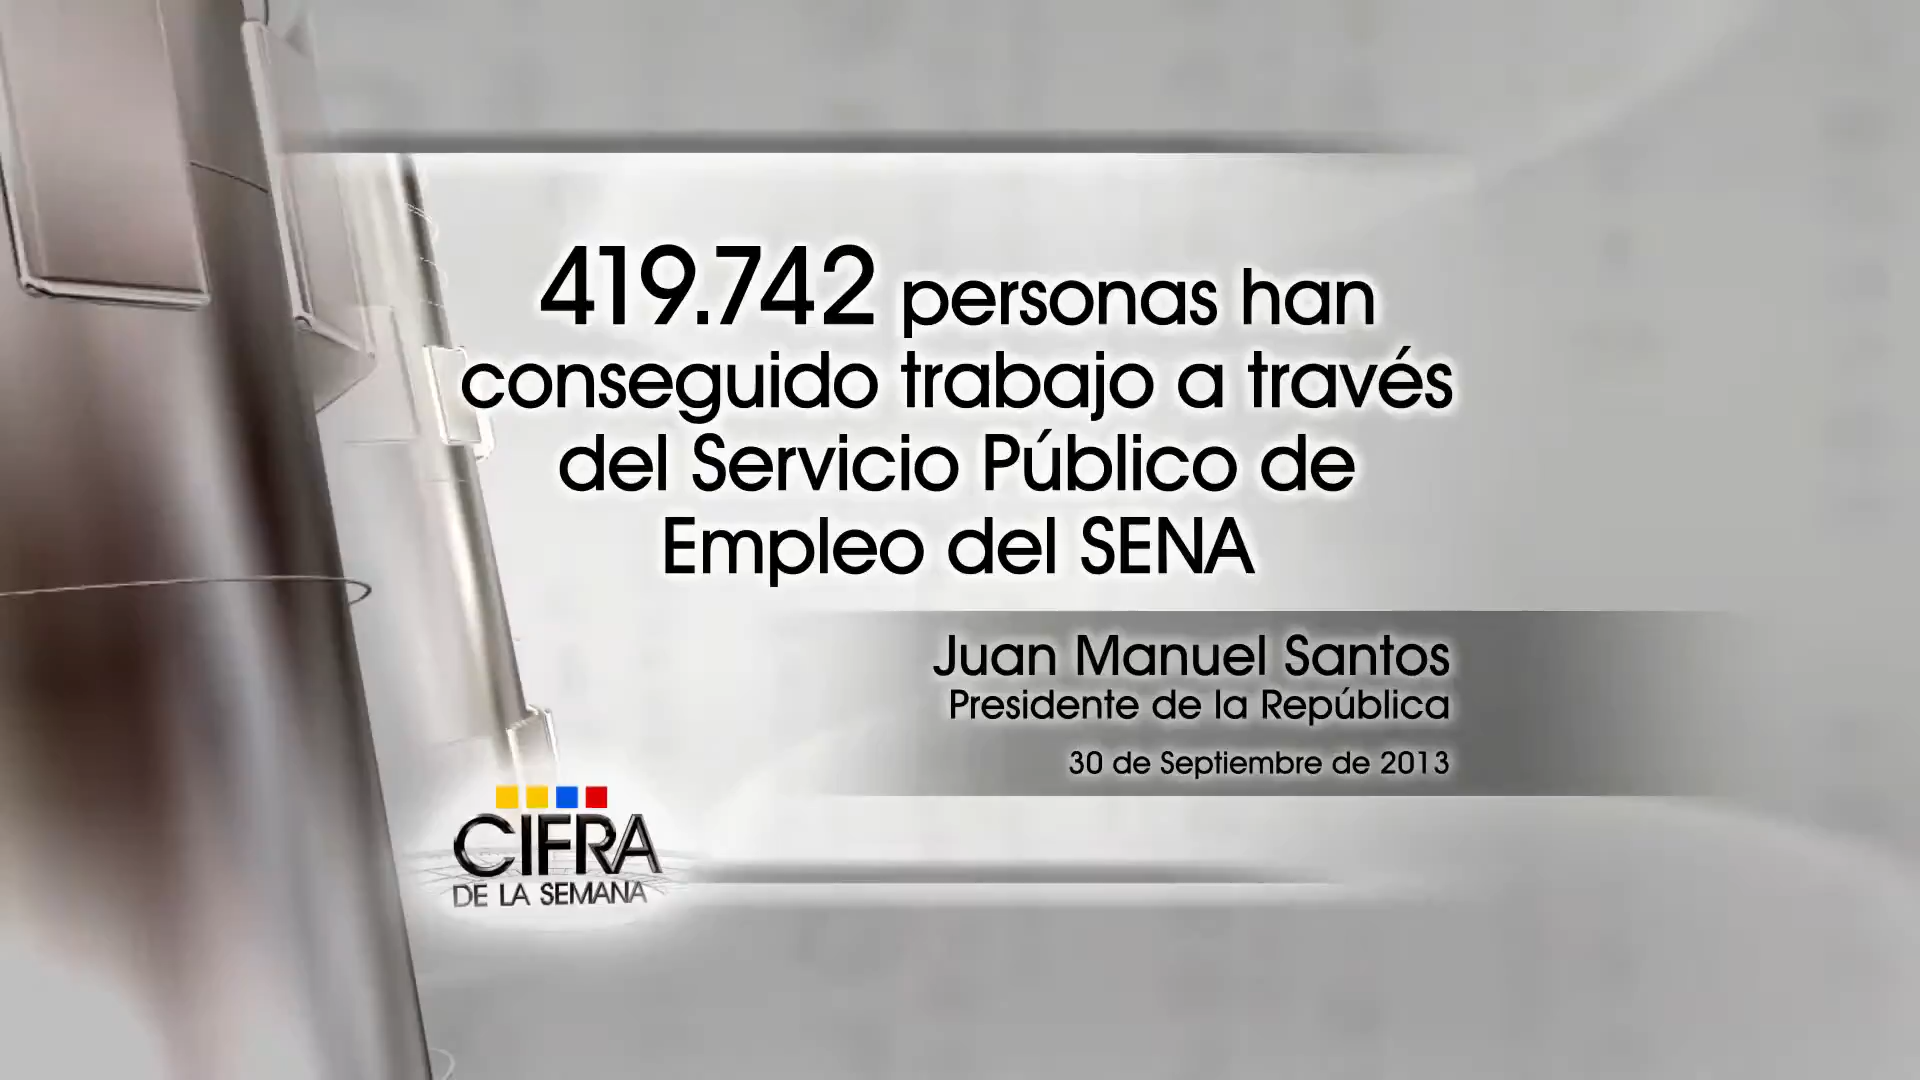 419.742 personas han
conseguido trabajo a través
del Servicio Público de
Empleo del SENA
Juan Manuel Santos
Presidente de la República
30 de Septiembre de 2013
CIFRA
DE LA SEMANA